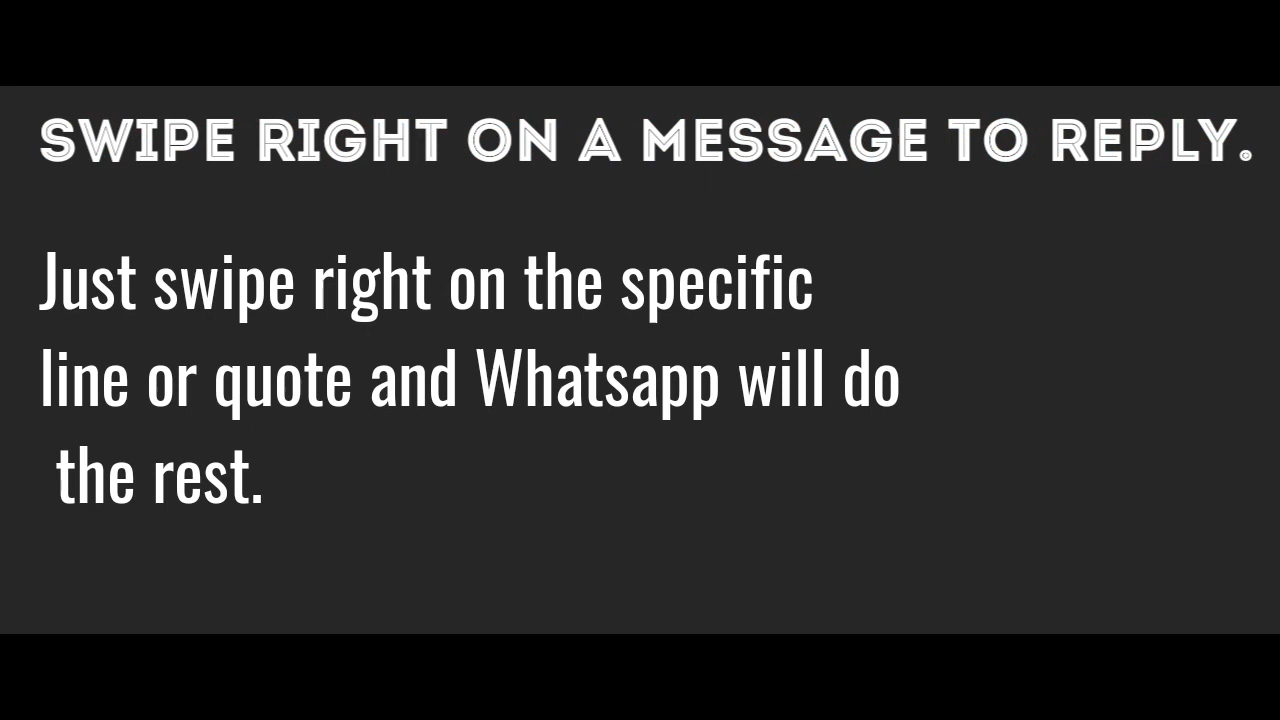 SWIPE RIGHT ON A MESSAGE TO REPLY.
Just swipe right on the specific
line or quote and Whatsapp will do
the rest.